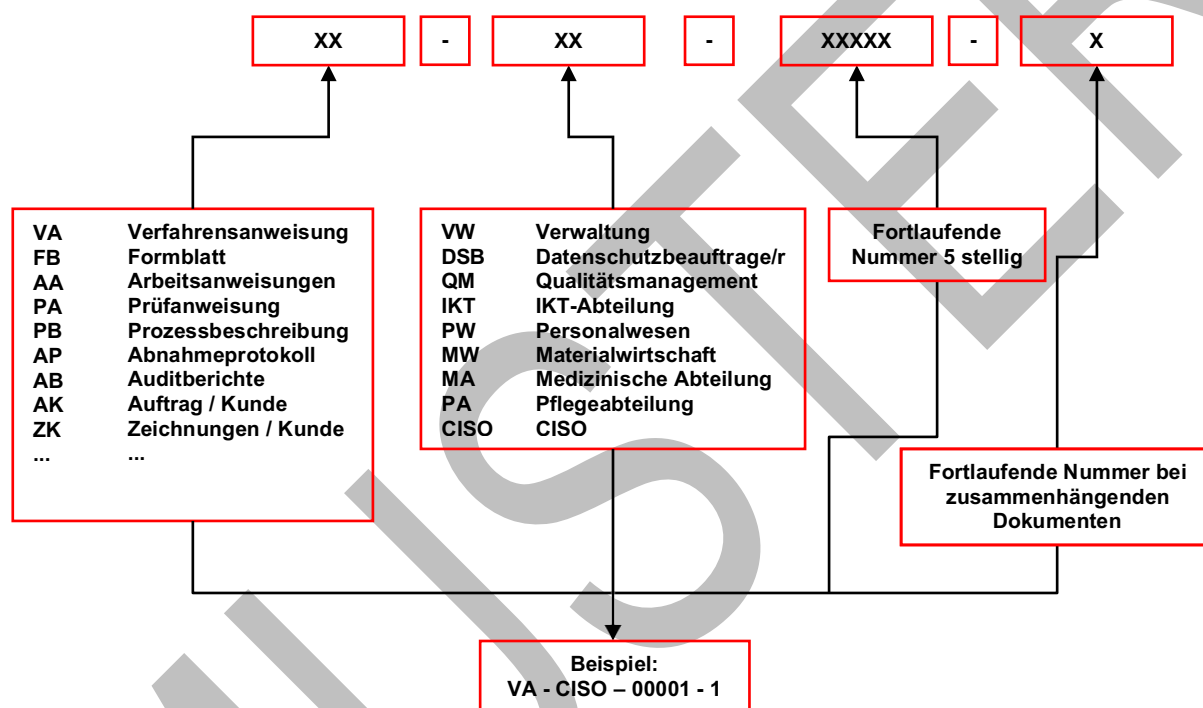 XX - XX - XXXXX - X
VA Verfahrensanweisung
FB Formblatt
AA Arbeitsanweisungen
PA Prüfanweisung
PB Prozessbeschreibung
AP Abnahmeprotokoll
AB Auditberichte
AK Auftrag / Kunde
ZK Zeichnungen / Kunde
... ...
VW Verwaltung
DSB Datenschutzbeauftrage/r
QM Qualitätsmanagement
IKT IKT-Abteilung
PW Personalwesen
MW Materialwirtschaft
MA Medizinische Abteilung
PA Pflegeabteilung
CISO CISO
Fortlaufende
Nummer 5 stellig
Fortlaufende Nummer bei
zusammenhängenden
Dokumenten
Beispiel:
VA - CISO – 00001 - 1
MUSTER